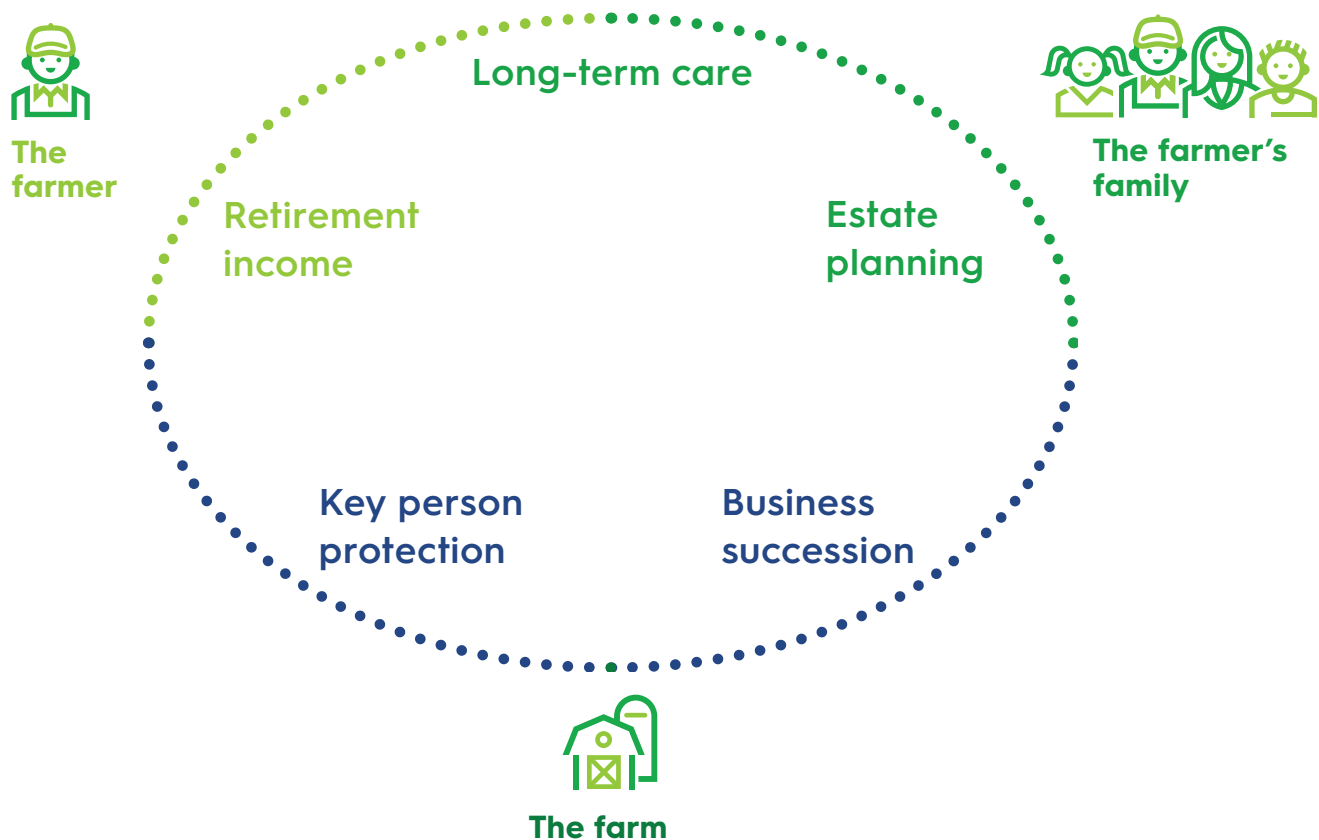 Long-term care
The
farmer
The farmer’s
family
Retirement
income
Estate
planning
Key person
protection
Business
succession
The farm